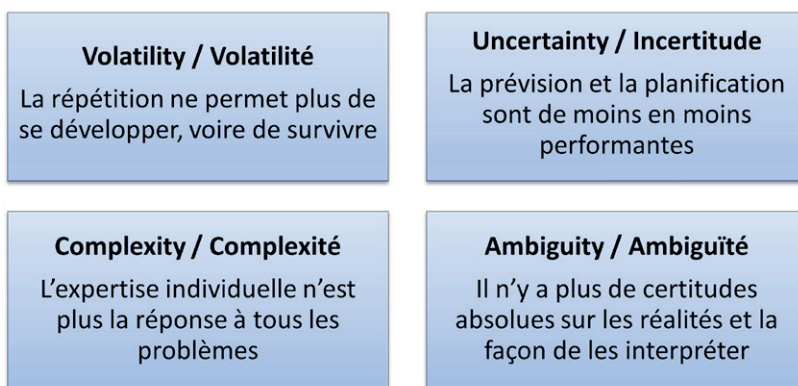 Volatility / Volatilité
La répétition ne permet plus de
se développer, voire de survivre
Uncertainty / Incertitude
La prévision et la planification
sont de moins en moins
performantes
Complexity / Complexité
L'expertise individuelle n'est
plus la réponse à tous les
problèmes
Ambiguity / Ambiguïté
Il n'y a plus de certitudes
absolues sur les réalités et la
façon de les interpréter